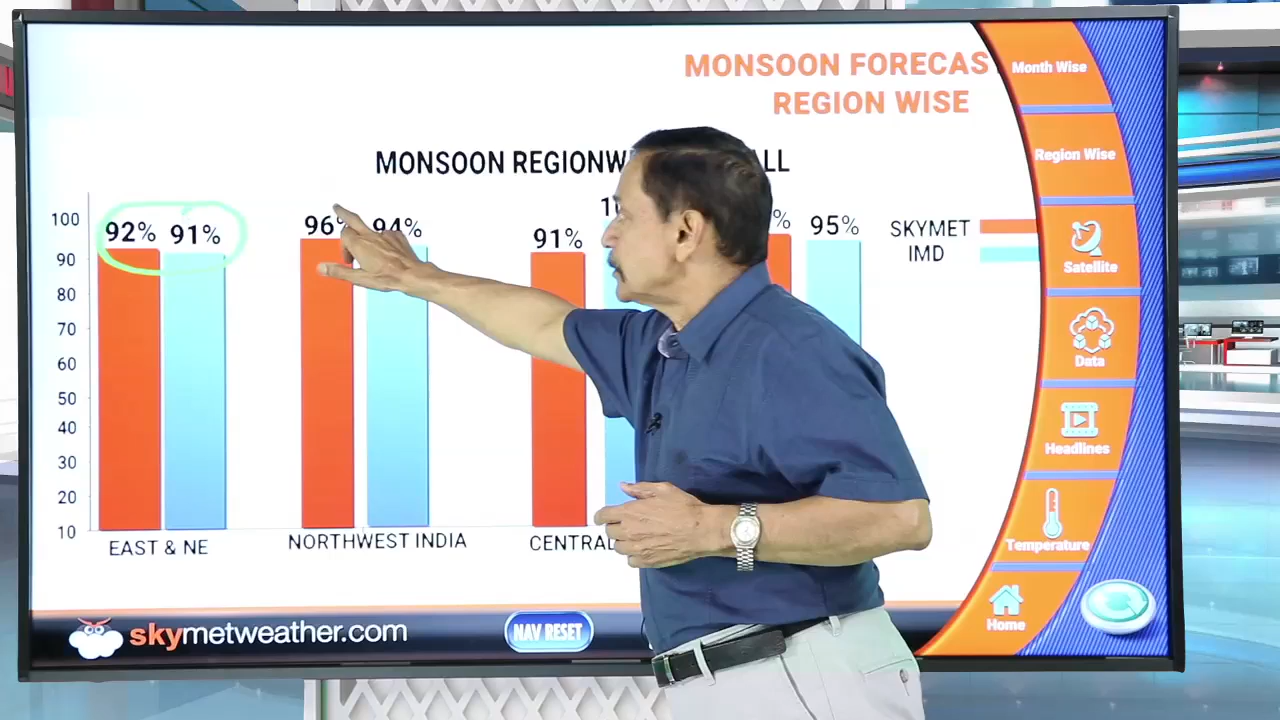 MONSOON FORECAS
REGION WISE
MONSOON REGIONW
ALL
100
90
80
70
60
50
40
30
20
10
92% 91%
96% 94%
91%
95%
SKYMET
IMD
EAST & NE
NORTHWEST INDIA
CENTRAL
skymetweather.com
NAV RESET
Month Wise
Region Wise
Satellite
Data
Headlines
Temperature
Home